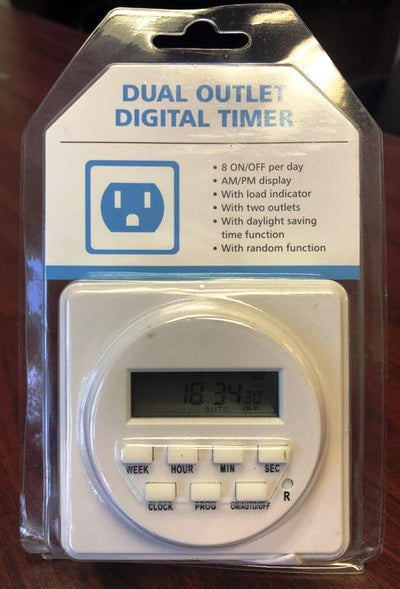 DUAL OUTLET
DIGITAL TIMER
• 8 ON/OFF per day
• AM/PM display
• With load indicator
• With two outlets
• With daylight saving
time function
• With random function
18:34 30
AUTO
WEEK HOUR MIN SEC
CLOCK PROG ON/AUTO/OFF R